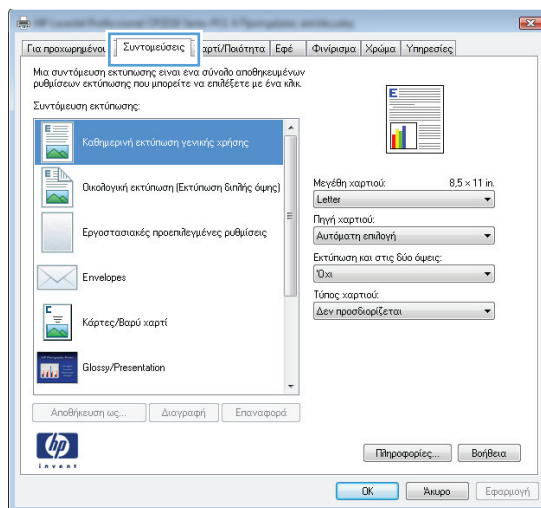 Για προχωρημένου Συντομεύσεις αρτί/Ποιότητα Εφέ Φινίρισμα Χρώμα Υπηρεσίες
Μια συντόμευση εκτύπωσης είναι ένα σύνολο αποθηκευμένων
ρυθμίσεων εκτύπωσης που μπορείτε να επιλέξετε με ένα κλικ.
Συντόμευση εκτύπωσης:
Καθημερινή εκτύπωση γενικής χρήσης
Οικολογική εκτύπωση (Εκτύπωση διπλής όψης)
Εργοστασιακές προεπιλεγμένες ρυθμίσεις
Envelopes
Κάρτες/Βαρύ χαρτί
Glossy/Presentation
Αποθήκευση ως... Διαγραφή Επαναφορά
Μεγέθη χαρτιού: 8,5 × 11 in.
Letter
Πηγή χαρτιού:
Αυτόματη επιλογή
Εκτύπωση και στις δύο όψεις:
Όχι
Τύπος χαρτιού:
Δεν προσδιορίζεται
hp
invent
Πληροφορίες... Βοήθεια
OK Άκυρο Εφαρμογή